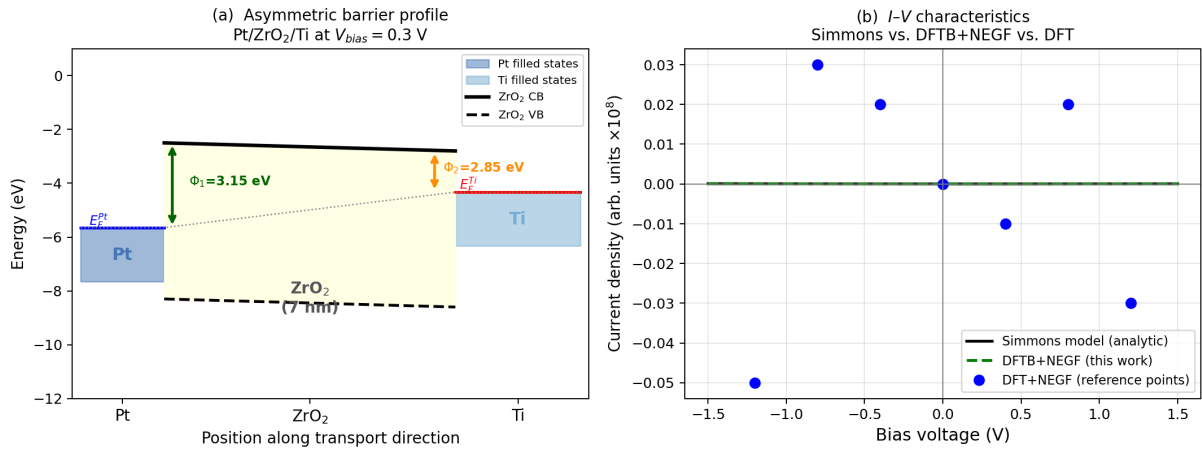 (a)  Asymmetric barrier profile
Pt/ZrO₂/Ti at V_bias = 0.3 V
Energy (eV)
0
−2
−4
−6
−8
−10
−12
Pt filled states
Ti filled states
ZrO₂ CB
ZrO₂ VB
Φ₁=3.15 eV
Φ₂=2.85 eV
E_F^Pt
E_F^Ti
Pt
Ti
ZrO₂
(7 nm)
Pt
ZrO₂
Ti
Position along transport direction
(b)  I–V characteristics
Simmons vs. DFTB+NEGF vs. DFT
Current density (arb. units ×10⁸)
0.03
0.02
0.01
0.00
−0.01
−0.02
−0.03
−0.04
−0.05
Simmons model (analytic)
DFTB+NEGF (this work)
DFT+NEGF (reference points)
−1.5
−1.0
−0.5
0.0
0.5
1.0
1.5
Bias voltage (V)